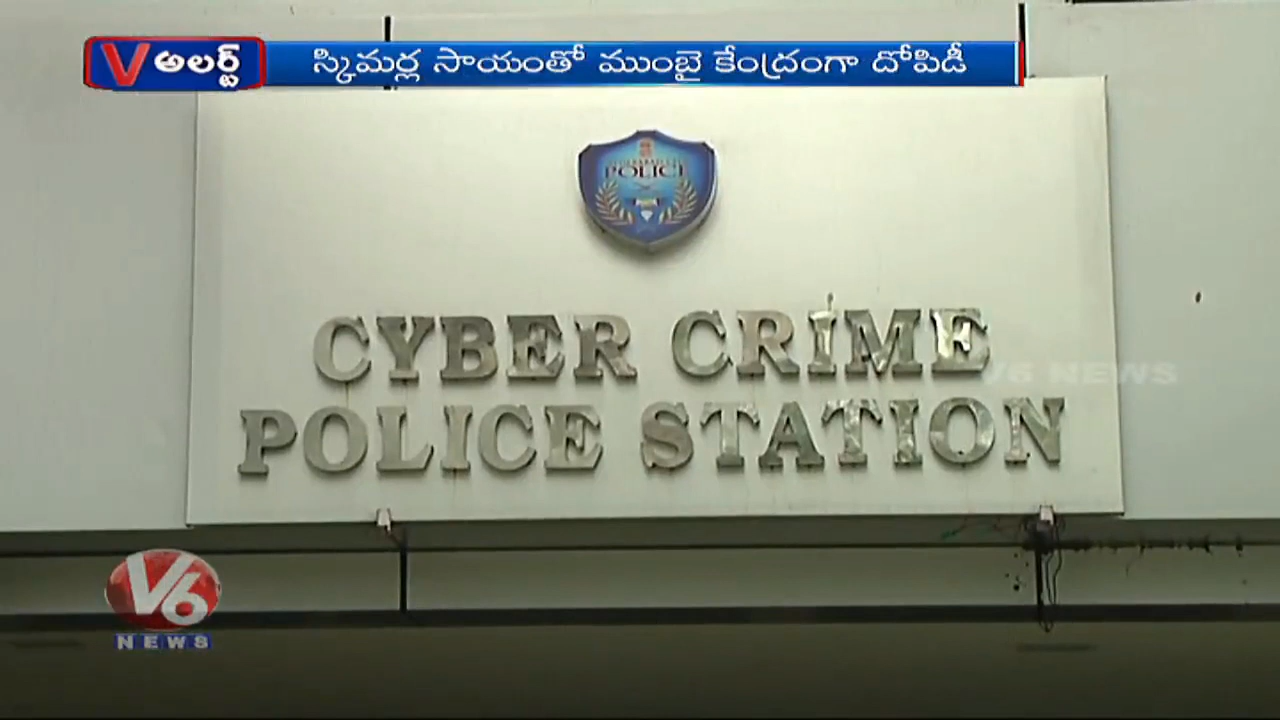 V అలర్ట్ స్కిమర్ల సాయంతో ముంబై కేంద్రంగా దోపిడీ
POLICE
CYBER CRIME
POLICE STATION
V6 NEWS
V6
NEWS